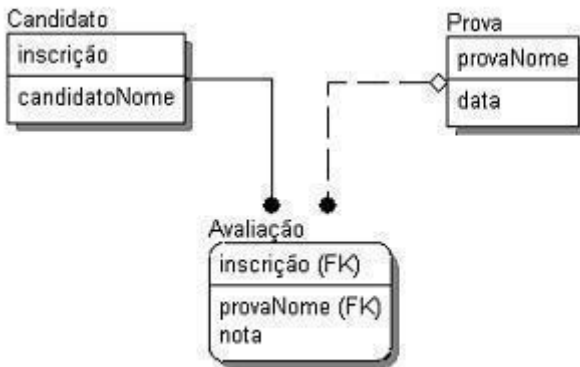 Candidato
inscrição
candidatoNome
Prova
provaNome
data
Avaliação
inscrição (FK)
provaNome (FK)
nota